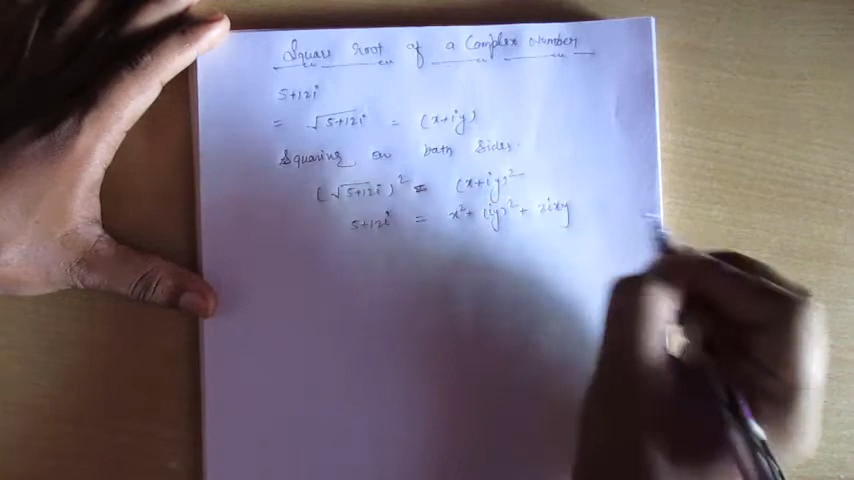 Square root of a Complex Number
5+12i
= √5+12i = (x+iy)
Squaring on both sides.
(√5+12i)² = (x+iy)²
5+12i = x²+(iy)²+2ixy